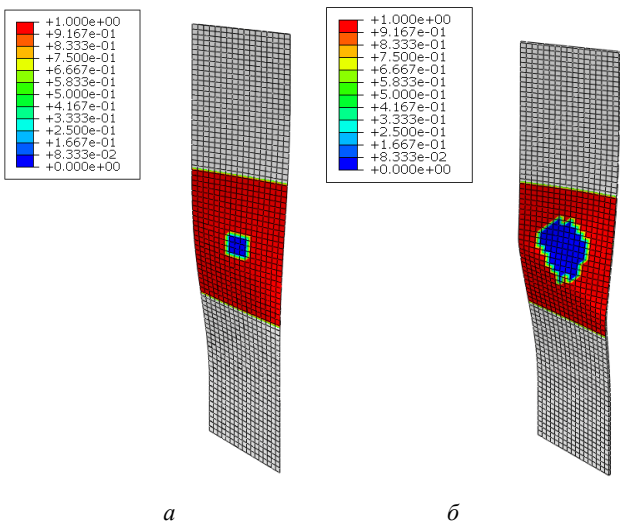 +1.000e+00
+9.167e-01
+8.333e-01
+7.500e-01
+6.667e-01
+5.833e-01
+5.000e-01
+4.167e-01
+3.333e-01
+2.500e-01
+1.667e-01
+8.333e-02
+0.000e+00
+1.000e+00
+9.167e-01
+8.333e-01
+7.500e-01
+6.667e-01
+5.833e-01
+5.000e-01
+4.167e-01
+3.333e-01
+2.500e-01
+1.667e-01
+8.333e-02
+0.000e+00
а
б